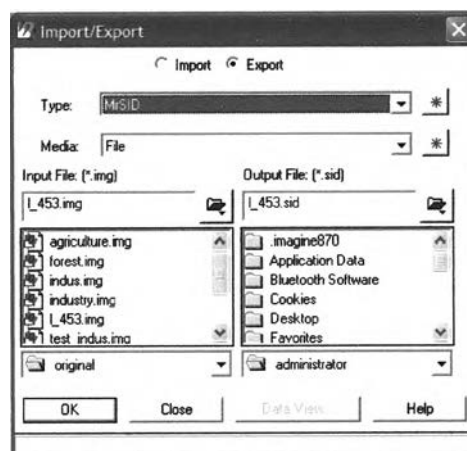 Import/Export
Import Export
Type: MrSID
Media: File
Input File: (*.img) Output File: (*.sid)
l_453.img l_453.sid
agriculture.img .imagine870
forest.img Application Data
indus.img Bluetooth Software
industry.img Cookies
l_453.img Desktop
test_indus.img Favorites
original administrator
OK Close Data View... Help